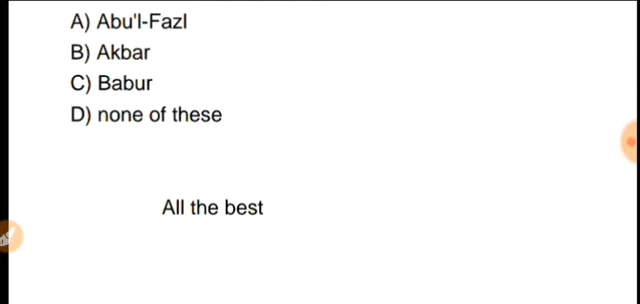 A) Abu'l-Fazl
B) Akbar
C) Babur
D) none of these
All the best